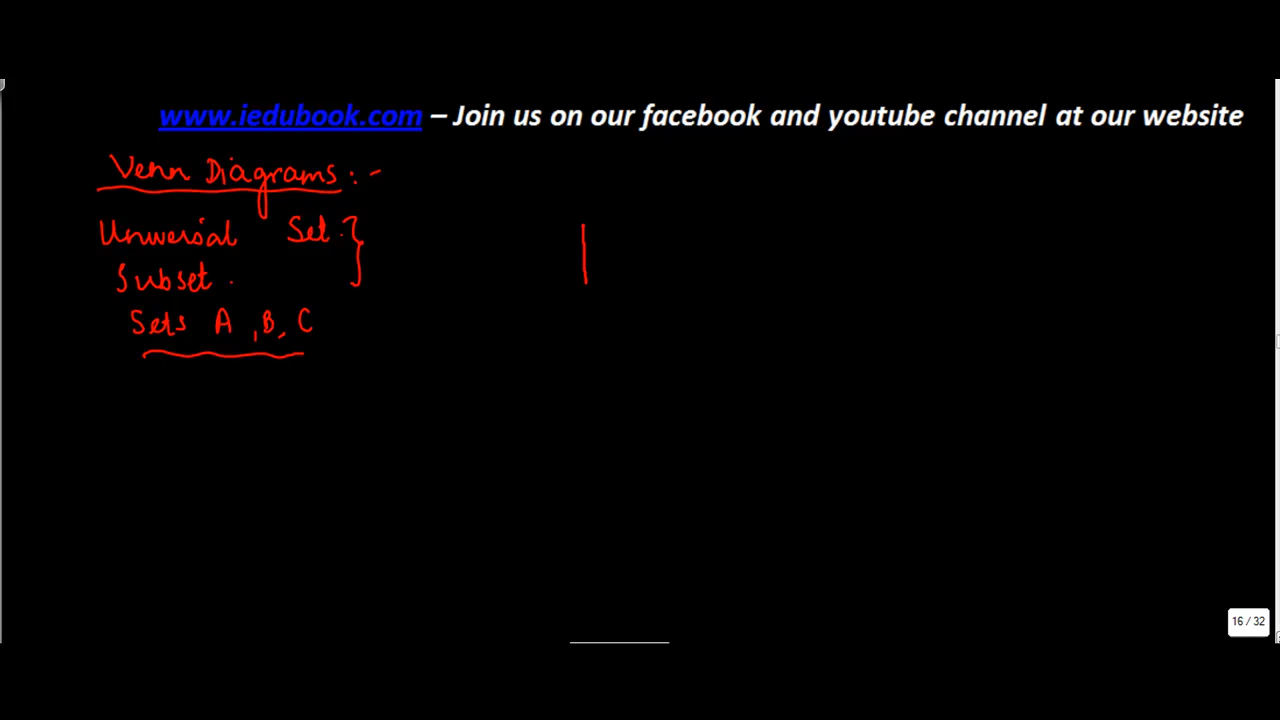 www.iedubook.com – Join us on our facebook and youtube channel at our website
Venn Diagrams :-
Universal Set. }
Subset.
Sets A, B, C
16 / 32